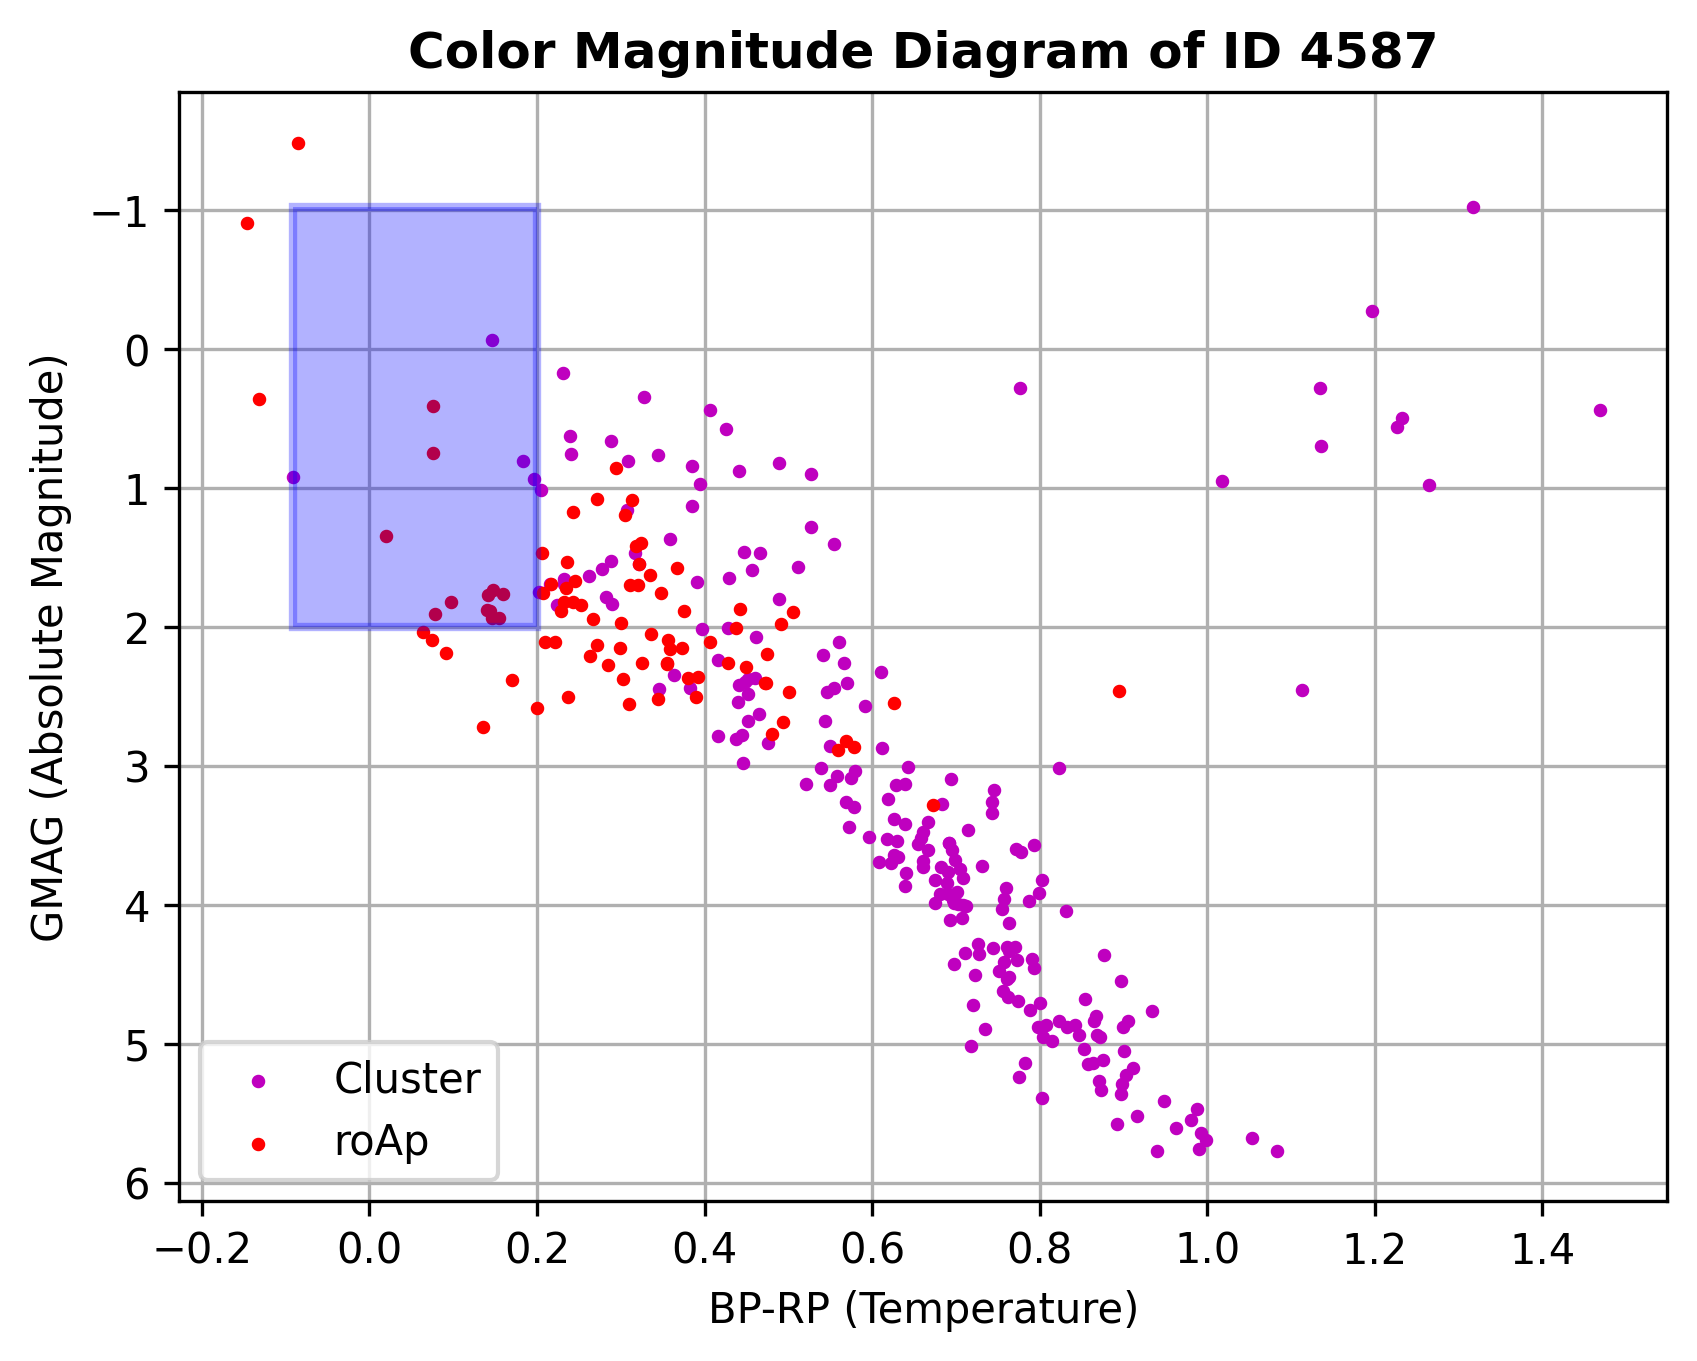 Color Magnitude Diagram of ID 4587
GMAG (Absolute Magnitude)
−1
0
1
2
3
4
5
6
Cluster
roAp
−0.2 0.0 0.2 0.4 0.6 0.8 1.0 1.2 1.4
BP-RP (Temperature)